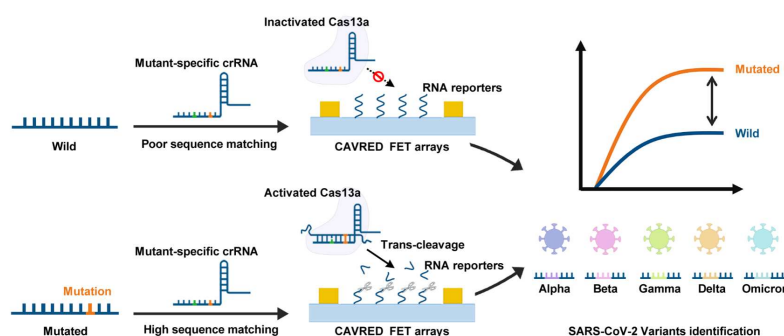 Inactivated Cas13a
Mutant-specific crRNA
RNA reporters
Wild
Poor sequence matching
CAVRED FET arrays
Activated Cas13a
Trans-cleavage
Mutant-specific crRNA
RNA reporters
Mutation
Mutated
High sequence matching
CAVRED FET arrays
Mutated
Wild
Alpha
Beta
Gamma
Delta
Omicron
SARS-CoV-2 Variants identification